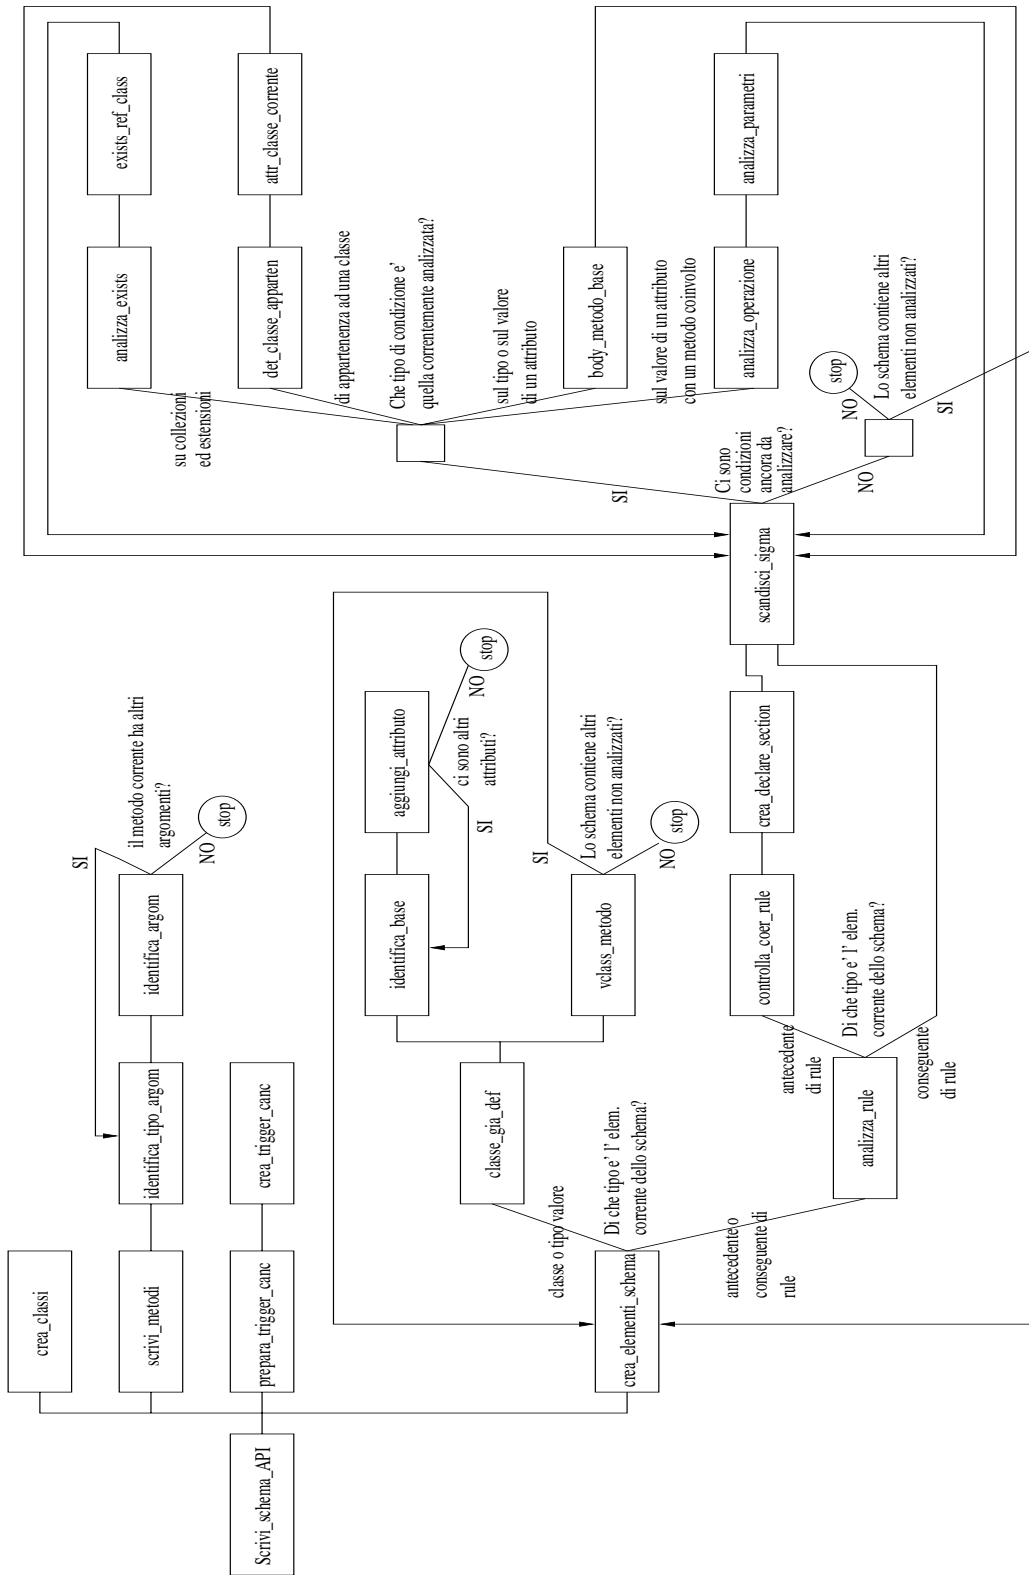 Scrivi_schema_API
crea_classi
scrivi_metodi
identifica_tipo_argom
identifica_argom
SI
il metodo corrente ha altri
argomenti?
NO
stop
prepara_trigger_canc
crea_trigger_canc
crea_elementi_schema
Di che tipo e' l' elem.
corrente dello schema?
classe o tipo valore
classe_gia_def
identifica_base
aggiungi_attributo
ci sono altri
attributi?
SI
NO
stop
vclass_metodo
Lo schema contiene altri
elementi non analizzati?
SI
NO
stop
antecedente o
conseguente di
rule
analizza_rule
Di che tipo e' l' elem.
corrente dello schema?
antecedente
di rule
conseguente
di rule
controlla_coer_rule
crea_declare_section
scandisci_sigma
Ci sono
condizioni
ancora da
analizzare?
SI
NO
Che tipo di condizione e'
quella correntemente analizzata?
su collezioni
ed estensioni
analizza_exists
exists_ref_class
di appartenenza ad una classe
det_classe_apparten
attr_classe_corrente
sul tipo o sul valore
di un attributo
body_metodo_base
sul valore di un attributo
con un metodo coinvolto
analizza_operazione
analizza_parametri
Lo schema contiene altri
elementi non analizzati?
NO
stop
SI